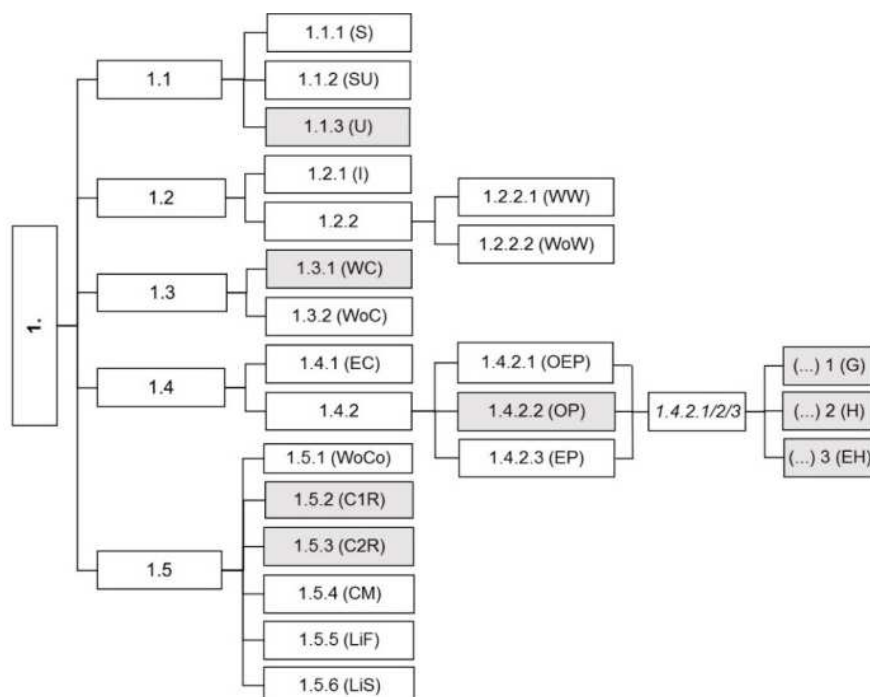 1.
1.1
1.1.1 (S)
1.1.2 (SU)
1.1.3 (U)
1.2
1.2.1 (I)
1.2.2
1.2.2.1 (WW)
1.2.2.2 (WoW)
1.3
1.3.1 (WC)
1.3.2 (WoC)
1.4
1.4.1 (EC)
1.4.2
1.4.2.1 (OEP)
1.4.2.2 (OP)
1.4.2.3 (EP)
1.4.2.1/2/3
(...) 1 (G)
(...) 2 (H)
(...) 3 (EH)
1.5
1.5.1 (WoCo)
1.5.2 (C1R)
1.5.3 (C2R)
1.5.4 (CM)
1.5.5 (LiF)
1.5.6 (LiS)